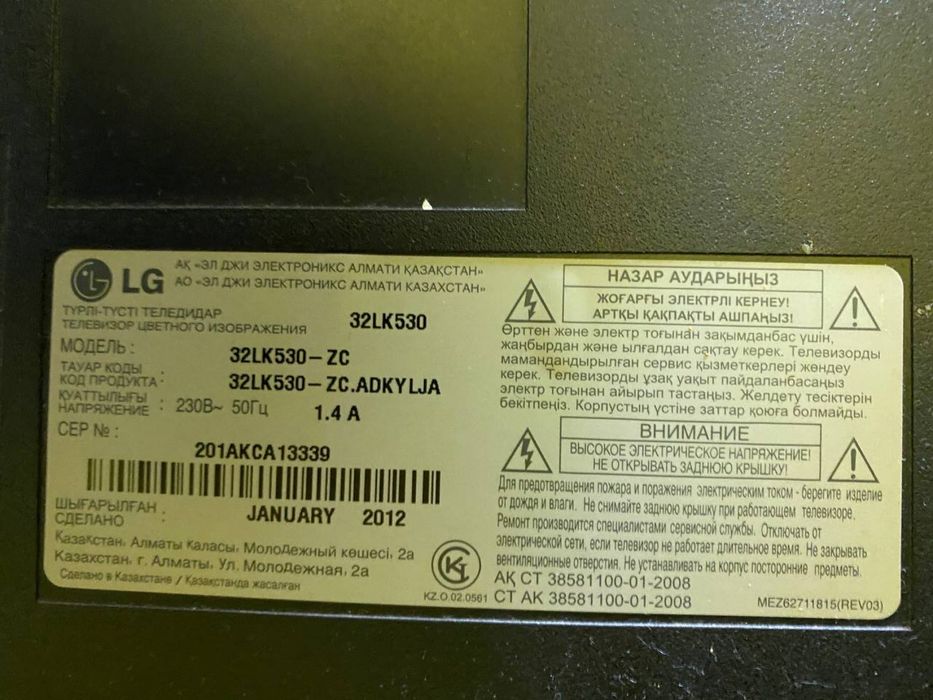 LG
АҚ «ЭЛ ДЖИ ЭЛЕКТРОНИКС АЛМАТИ ҚАЗАҚСТАН»
АО «ЭЛ ДЖИ ЭЛЕКТРОНИКС АЛМАТИ КАЗАХСТАН»
ТҮРЛІ-ТҮСТІ ТЕЛЕДИДАР
ТЕЛЕВИЗОР ЦВЕТНОГО ИЗОБРАЖЕНИЯ
32LK530
МОДЕЛЬ :
32LK530-ZC
ТАУАР КОДЫ
КОД ПРОДУКТА :
32LK530-ZC.ADKYLJA
ҚУАТТЫЛЫҒЫ
НАПРЯЖЕНИЕ :
230В~ 50Гц
1.4 A
СЕР № :
201AKCA13339
ШЫҒАРЫЛҒАН
СДЕЛАНО :
JANUARY 2012
Қазақстан, Алматы қаласы, Молодежный көшесі, 2а
Казахстан, г. Алматы, Ул. Молодежная, 2а
Сделано в Казахстане / Қазақстанда жасалған
KZ.O.02.0561
НАЗАР АУДАРЫҢЫЗ
ЖОҒАРҒЫ ЭЛЕКТРЛІ КЕРНЕУ!
АРТҚЫ ҚАҚПАҚТЫ АШПАҢЫЗ!
Өрттен және электр тоғынан зақымданбас үшін,
жаңбырдан және ылғалдан сақтау керек. Телевизорды
мамандандырылған сервис қызметкерлері жөндеу
керек. Телевизорды ұзақ уақыт пайдаланбасаңыз
электр тоғынан айырып тастаңыз. Желдету тесіктерін
бекітпеңіз. Корпустың үстіне заттар қоюға болмайды.
ВНИМАНИЕ
ВЫСОКОЕ ЭЛЕКТРИЧЕСКОЕ НАПРЯЖЕНИЕ!
НЕ ОТКРЫВАТЬ ЗАДНЮЮ КРЫШКУ!
Для предотвращения пожара и поражения электрическим током - берегите изделие
от дождя и влаги. Не снимайте заднюю крышку при работающем телевизоре.
Ремонт производится специалистами сервисной службы. Отключать от
электрической сети, если телевизор не работает длительное время. Не закрывать
вентиляционные отверстия. Не устанавливать на корпус посторонние предметы.
АҚ СТ 38581100-01-2008
СТ АК 38581100-01-2008
MEZ62711815(REV03)